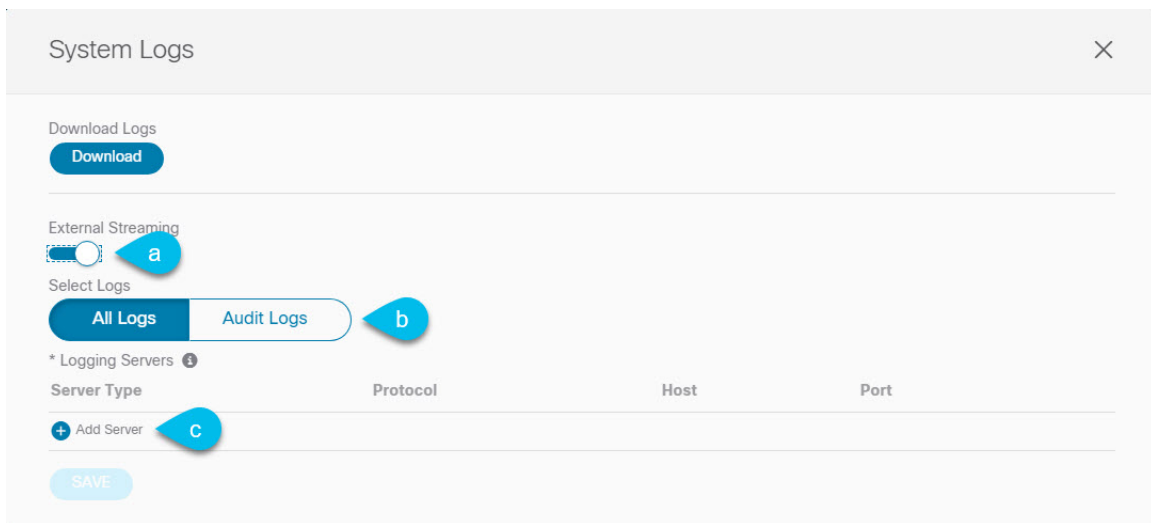 System Logs
Download Logs
Download
External Streaming
a
Select Logs
All Logs Audit Logs
b
* Logging Servers
Server Type Protocol Host Port
Add Server
c
SAVE